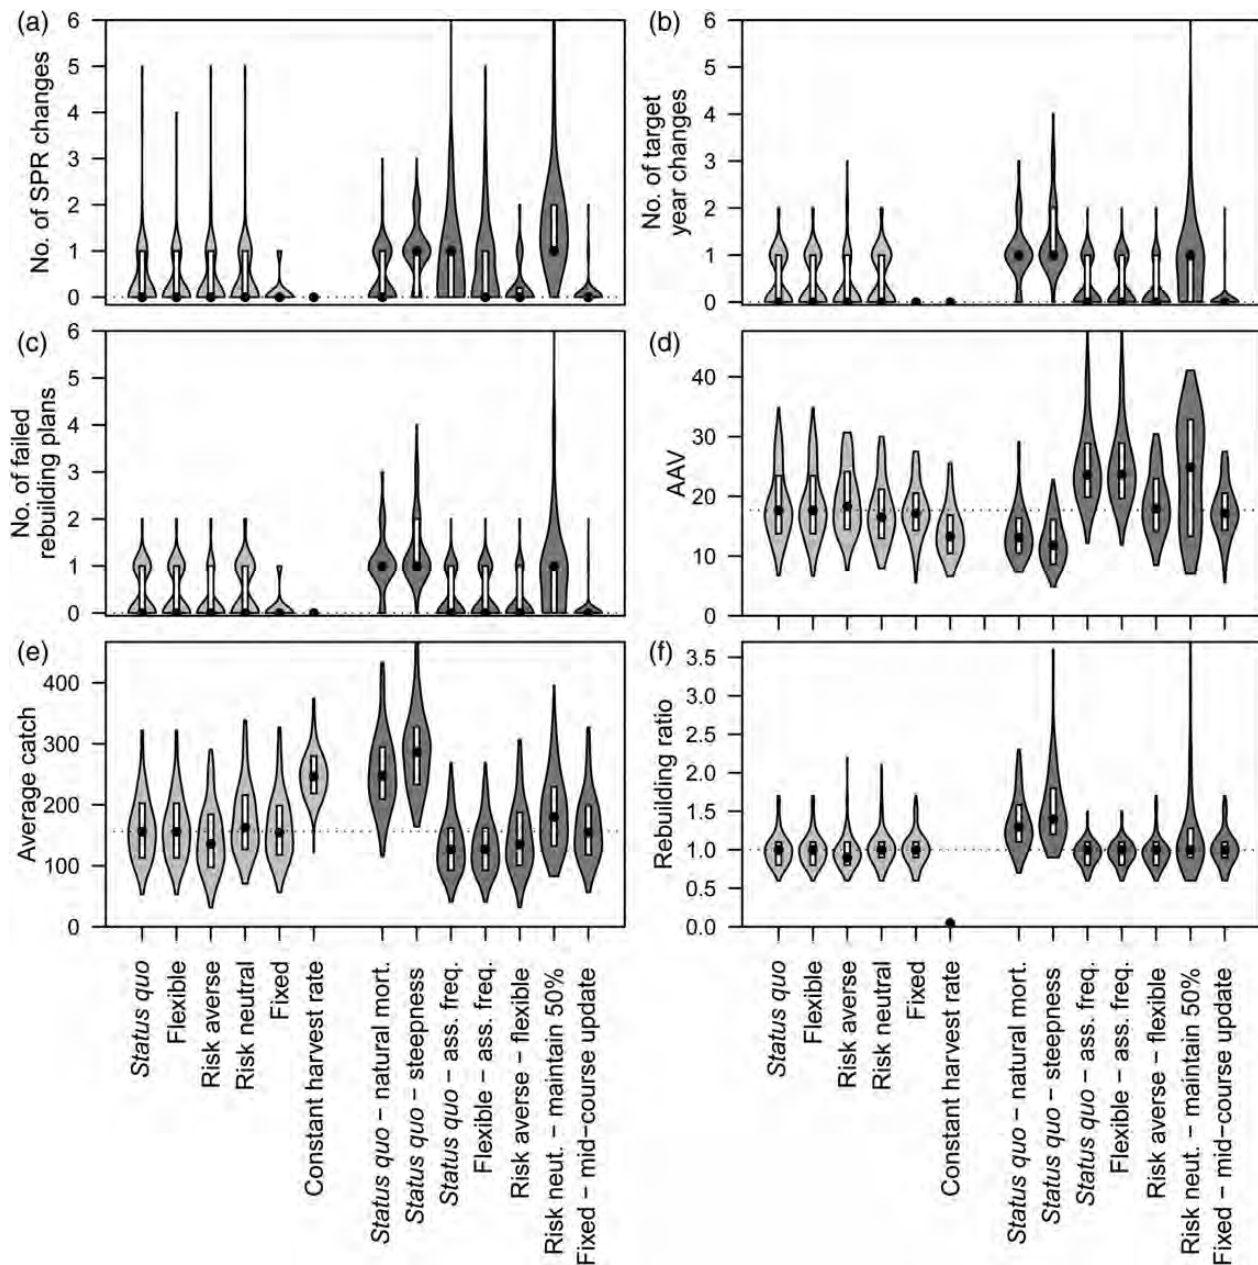 (a)
No. of SPR changes
6
5
4
3
2
1
0
(b)
No. of target
year changes
6
5
4
3
2
1
0
(c)
No. of failed
rebuilding plans
6
5
4
3
2
1
0
(d)
AAV
40
30
20
10
0
(e)
Average catch
400
300
200
100
0
(f)
Rebuilding ratio
3.5
3.0
2.5
2.0
1.5
1.0
0.5
0.0
Status quo
Flexible
Risk averse
Risk neutral
Fixed
Constant harvest rate
Status quo − natural mort.
Status quo − steepness
Status quo − ass. freq.
Flexible − ass. freq.
Risk averse − flexible
Risk neut. − maintain 50%
Fixed − mid−course update
Status quo
Flexible
Risk averse
Risk neutral
Fixed
Constant harvest rate
Status quo − natural mort.
Status quo − steepness
Status quo − ass. freq.
Flexible − ass. freq.
Risk averse − flexible
Risk neut. − maintain 50%
Fixed − mid−course update